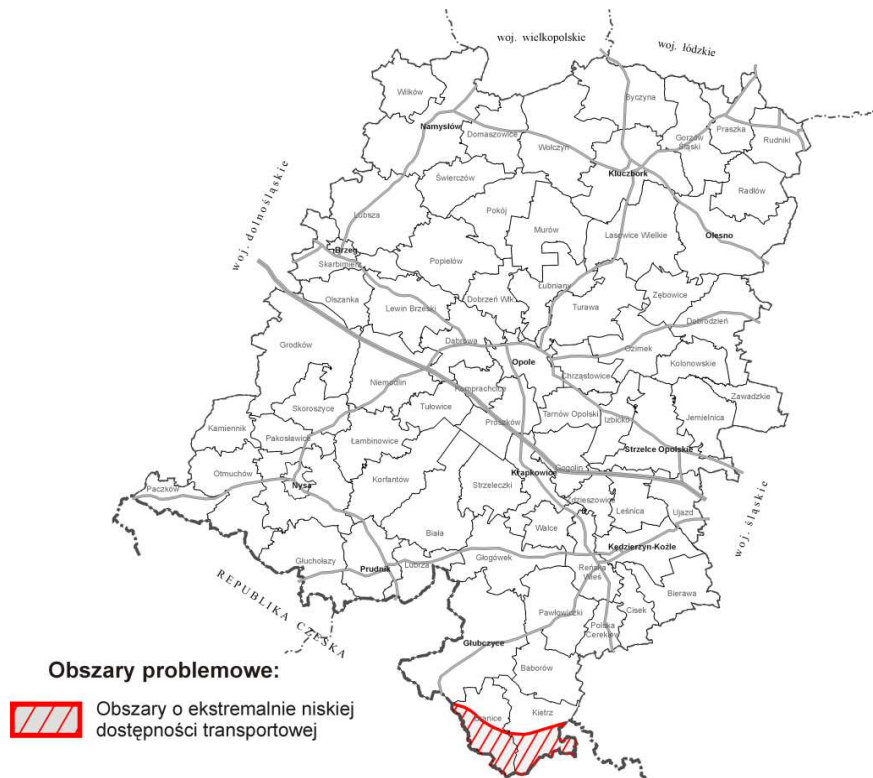 woj. wielkopolskie
woj. łódzkie
Wilków
Byczyna
Namysłów
Domaszowice
Wołczyn
Gorzów
Śląski
Praszka
Rudniki
Kluczbork
Świerczów
Radłów
woj. dolnośląskie
Lubsza
Pokój
Murów
Lasowice Wielkie
Olesno
Brzeg
Skarbimierz
Popielów
Łubniany
Zębowice
Olszanka
Lewin Brzeski
Dobrzeń Wlk.
Turawa
Dobrodzień
Grodków
Dąbrowa
Opole
Ozimek
Kolonowskie
Niemodlin
Komprachcice
Chrząstowice
Zawadzkie
Skoroszyce
Tułowice
Prószków
Tarnów Opolski
Izbicko
Jemielnica
Kamiennik
Pakosławice
Łambinowice
Strzelce Opolskie
Otmuchów
Korfantów
Strzeleczki
Krapkowice
Gogolin
Paczków
Nysa
Zdzieszowice
Leśnica
Ujazd
woj. śląskie
Biała
Walce
Głuchołazy
Prudnik
Lubrza
Głogówek
Kędzierzyn-Koźle
Reńska
Wieś
Bierawa
REPUBLIKA CZESKA
Pawłowiczki
Polska
Cerekiew
Cisek
Głubczyce
Baborów
Obszary problemowe:
Branice
Kietrz
Obszary o ekstremalnie niskiej
dostępności transportowej